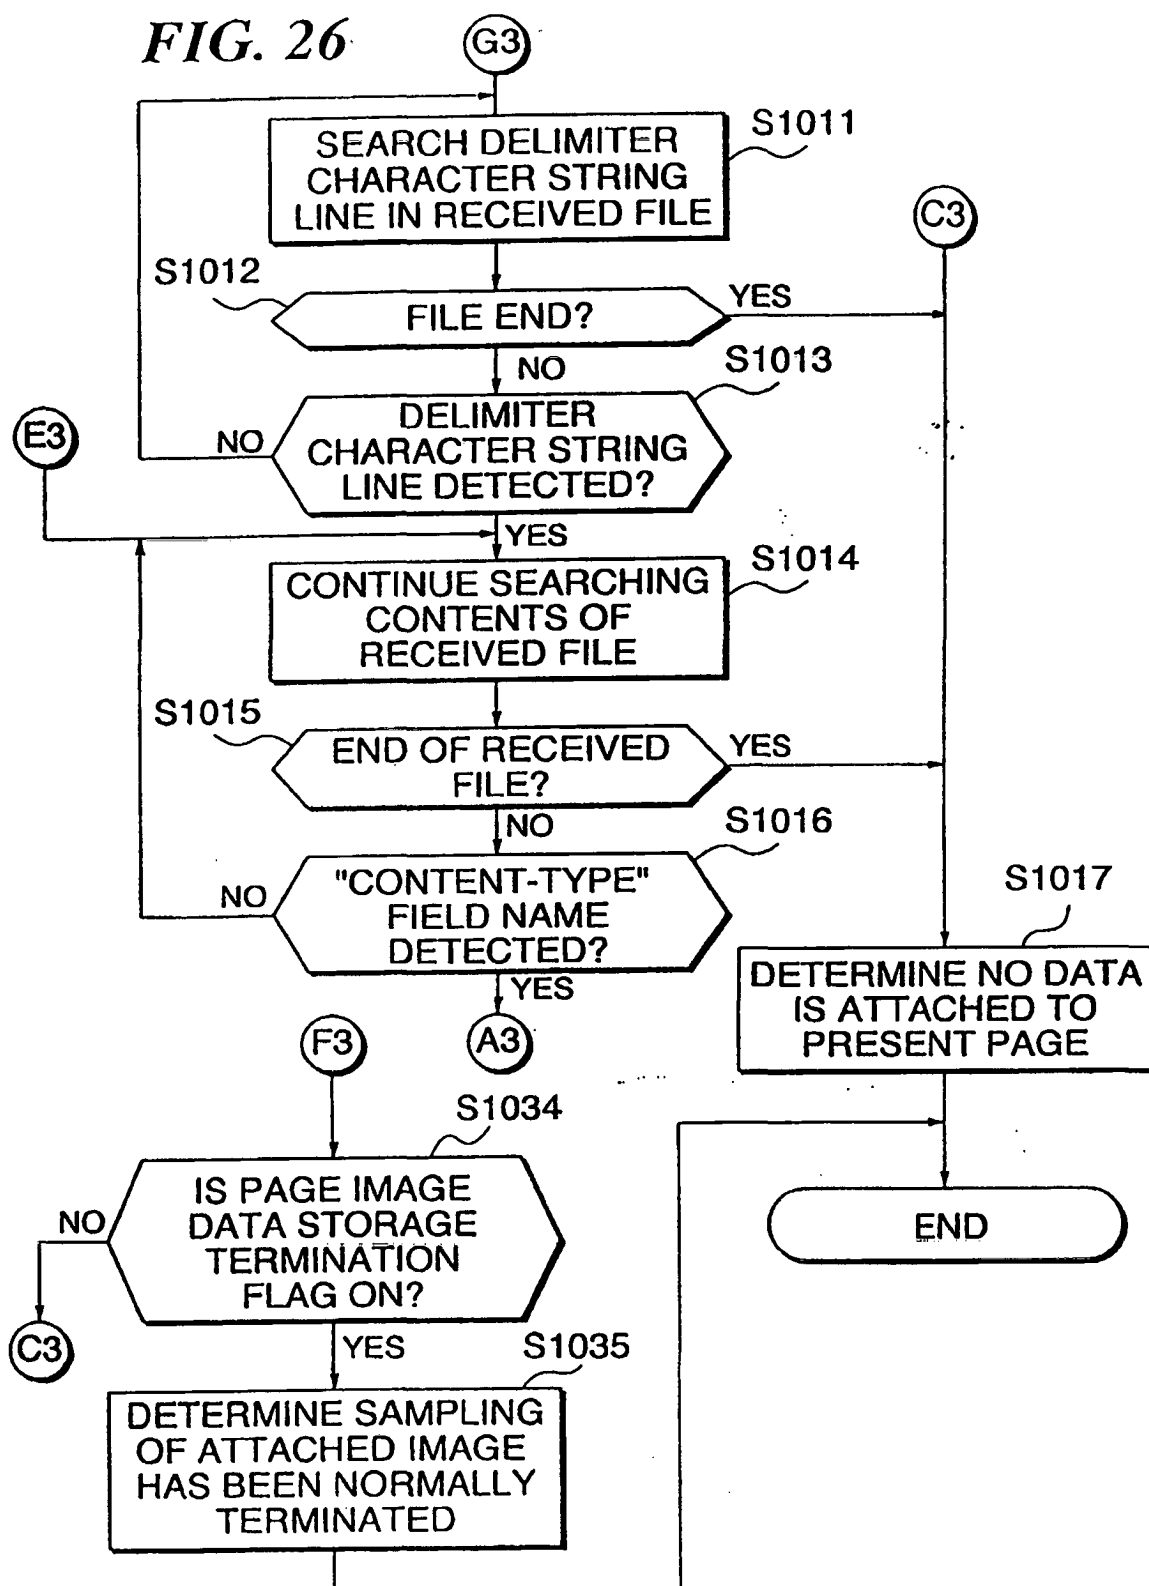 FIG. 26
G3
S1011
SEARCH DELIMITER
CHARACTER STRING
LINE IN RECEIVED FILE
C3
S1012
FILE END?
YES
NO
S1013
E3
NO
DELIMITER
CHARACTER STRING
LINE DETECTED?
YES
S1014
CONTINUE SEARCHING
CONTENTS OF
RECEIVED FILE
S1015
END OF RECEIVED
FILE?
YES
NO
S1016
NO
"CONTENT-TYPE"
FIELD NAME
DETECTED?
YES
A3
S1017
DETERMINE NO DATA
IS ATTACHED TO
PRESENT PAGE
F3
S1034
IS PAGE IMAGE
DATA STORAGE
TERMINATION
FLAG ON?
NO
C3
YES
END
S1035
DETERMINE SAMPLING
OF ATTACHED IMAGE
HAS BEEN NORMALLY
TERMINATED